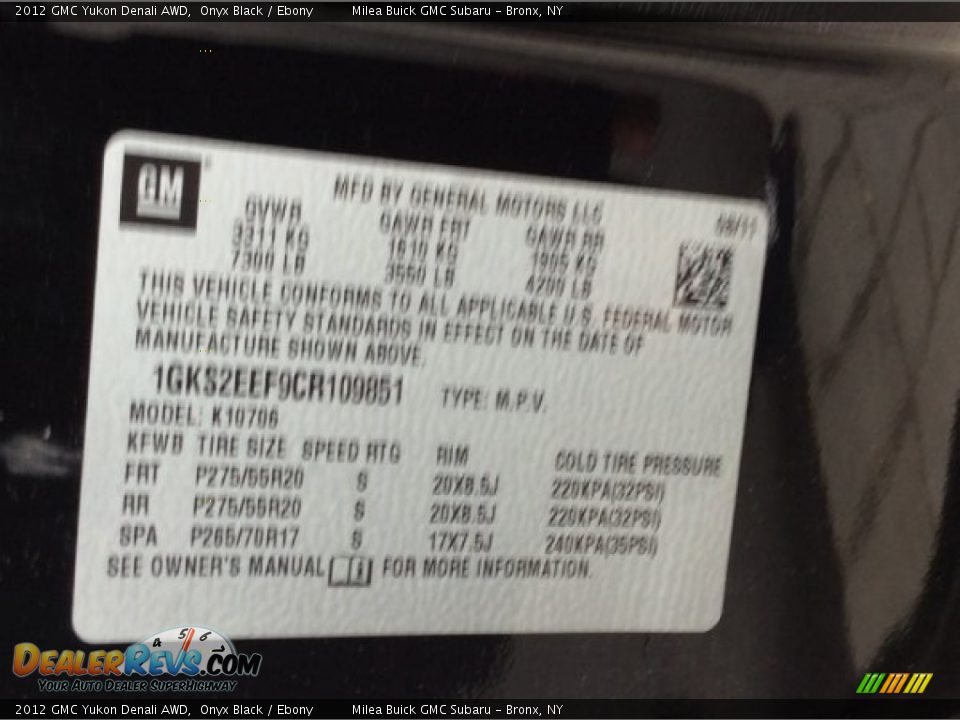 2012 GMC Yukon Denali AWD, Onyx Black / Ebony Milea Buick GMC Subaru - Bronx, NY
GM
MFD BY GENERAL MOTORS LLC
08/11
GVWR GAWR FRT GAWR RR
3311 KG 1610 KG 1905 KG
7300 LB 3550 LB 4200 LB
THIS VEHICLE CONFORMS TO ALL APPLICABLE U.S. FEDERAL MOTOR
VEHICLE SAFETY STANDARDS IN EFFECT ON THE DATE OF
MANUFACTURE SHOWN ABOVE.
1GKS2EEF9CR109851 TYPE: M.P.V.
MODEL: K10706
KFWB TIRE SIZE SPEED RTG RIM COLD TIRE PRESSURE
FRT P275/55R20 S 20X8.5J 220KPA(32PSI)
RR P275/55R20 S 20X8.5J 220KPA(32PSI)
SPA P265/70R17 S 17X7.5J 240KPA(35PSI)
SEE OWNER'S MANUAL FOR MORE INFORMATION.
4 5 6
DEALERREVS.COM
YOUR AUTO DEALER SUPERHIGHWAY
2012 GMC Yukon Denali AWD, Onyx Black / Ebony Milea Buick GMC Subaru - Bronx, NY